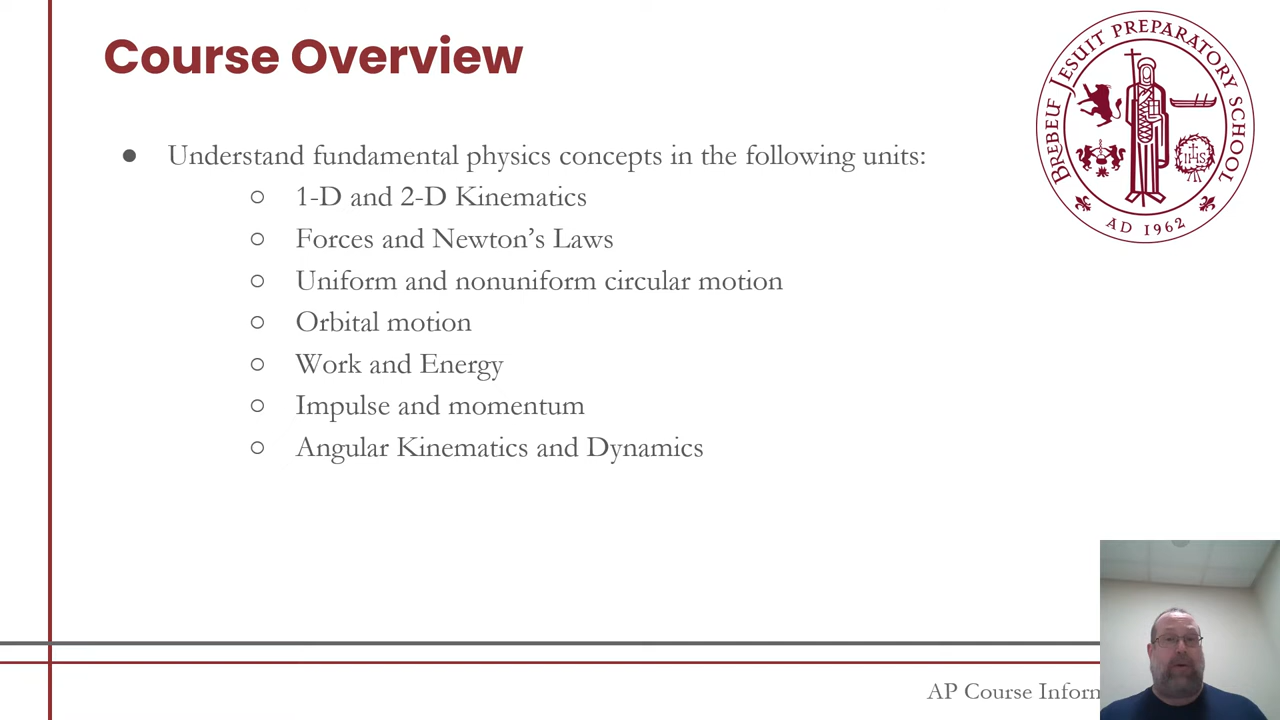 Course Overview
● Understand fundamental physics concepts in the following units:
○ 1-D and 2-D Kinematics
○ Forces and Newton’s Laws
○ Uniform and nonuniform circular motion
○ Orbital motion
○ Work and Energy
○ Impulse and momentum
○ Angular Kinematics and Dynamics
BREBEUF JESUIT PREPARATORY SCHOOL
IHS
AD 1962
AP Course Inform